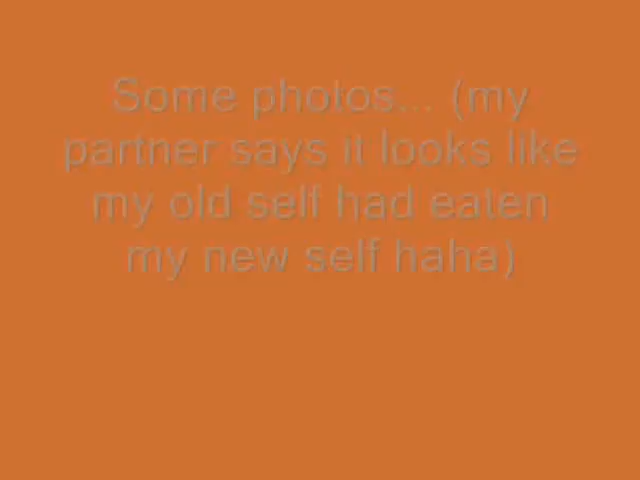 Some photos... (my
partner says it looks like
my old self had eaten
my new self haha)